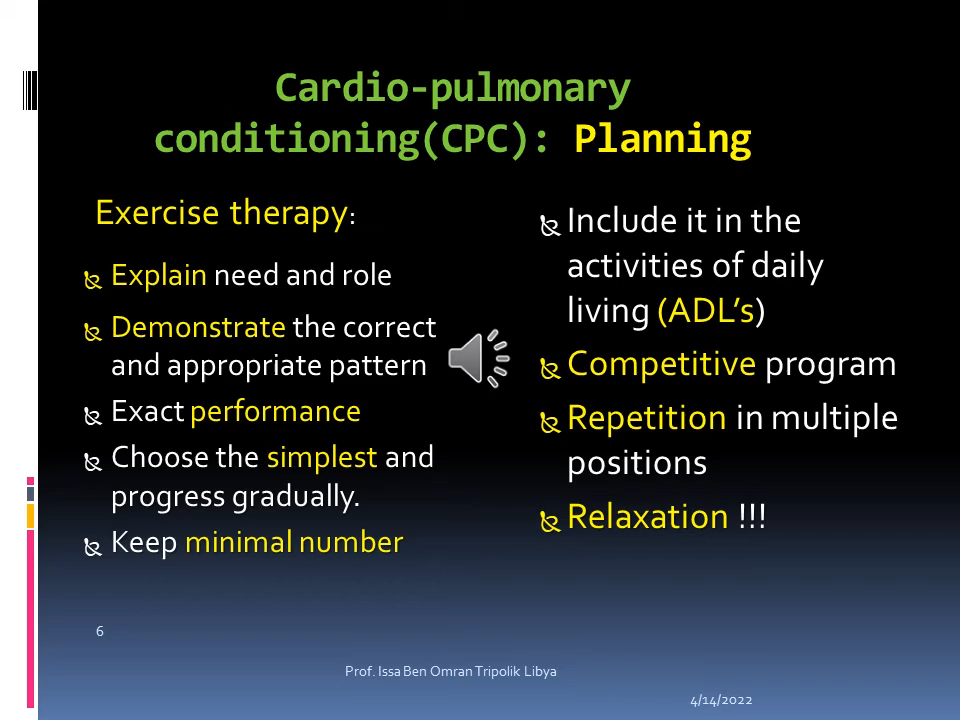 Cardio-pulmonary
conditioning(CPC): Planning
Exercise therapy:
Explain need and role
Demonstrate the correct
and appropriate pattern
Exact performance
Choose the simplest and
progress gradually.
Keep minimal number
Include it in the
activities of daily
living (ADL’s)
Competitive program
Repetition in multiple
positions
Relaxation !!!
6
Prof. Issa Ben Omran Tripolik Libya
4/14/2022